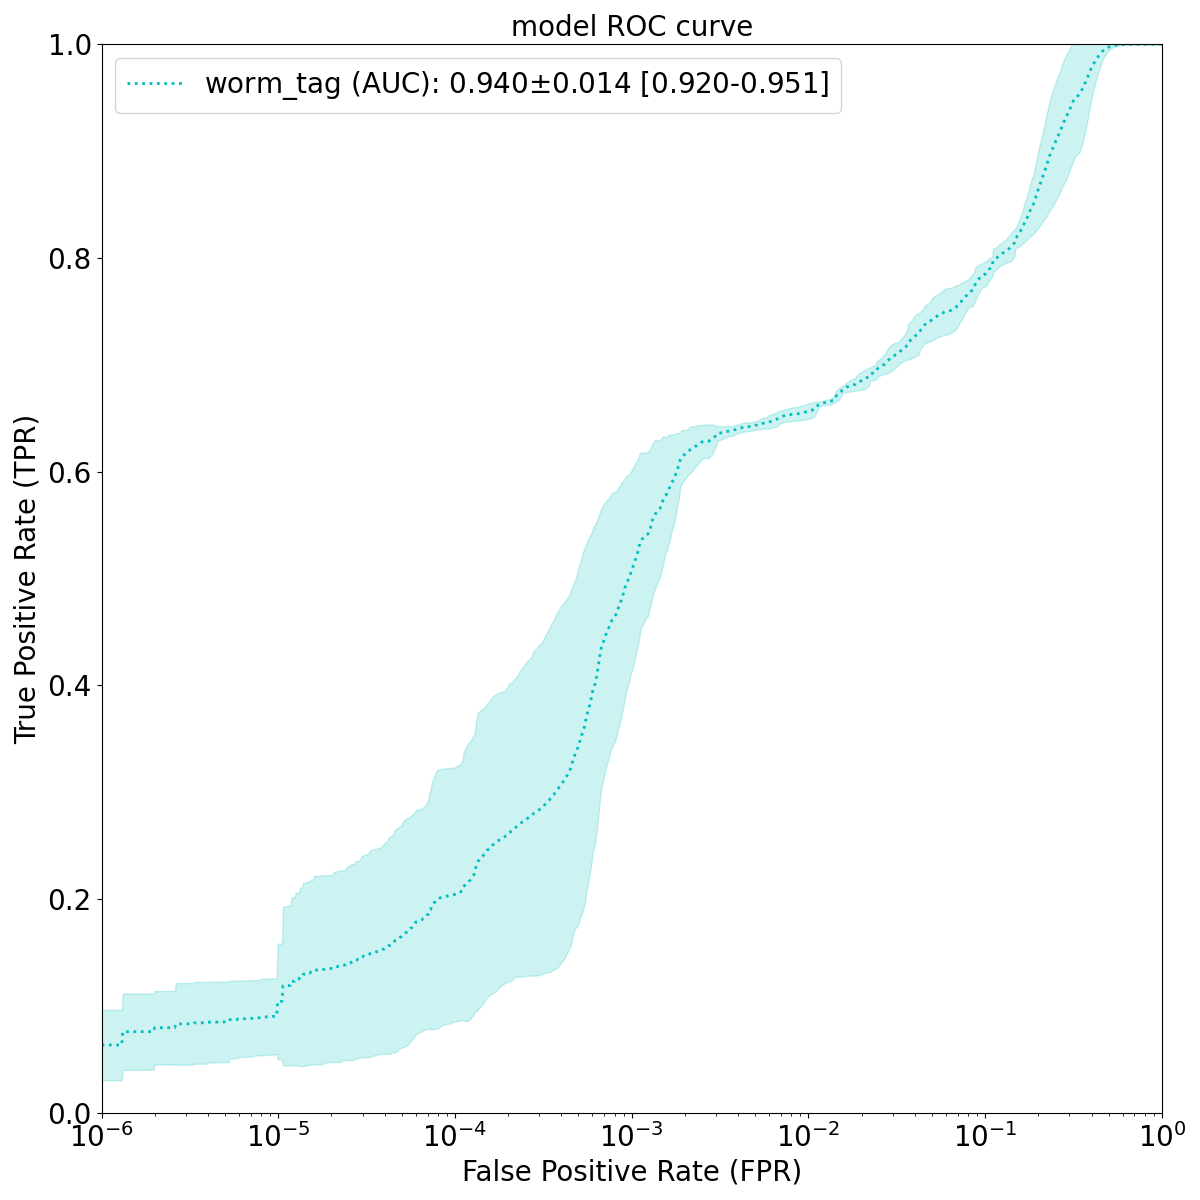 model ROC curve
worm_tag (AUC): 0.940±0.014 [0.920-0.951]
True Positive Rate (TPR)
1.0
0.8
0.6
0.4
0.2
0.0
10⁻⁶ 10⁻⁵ 10⁻⁴ 10⁻³ 10⁻² 10⁻¹ 10⁰
False Positive Rate (FPR)